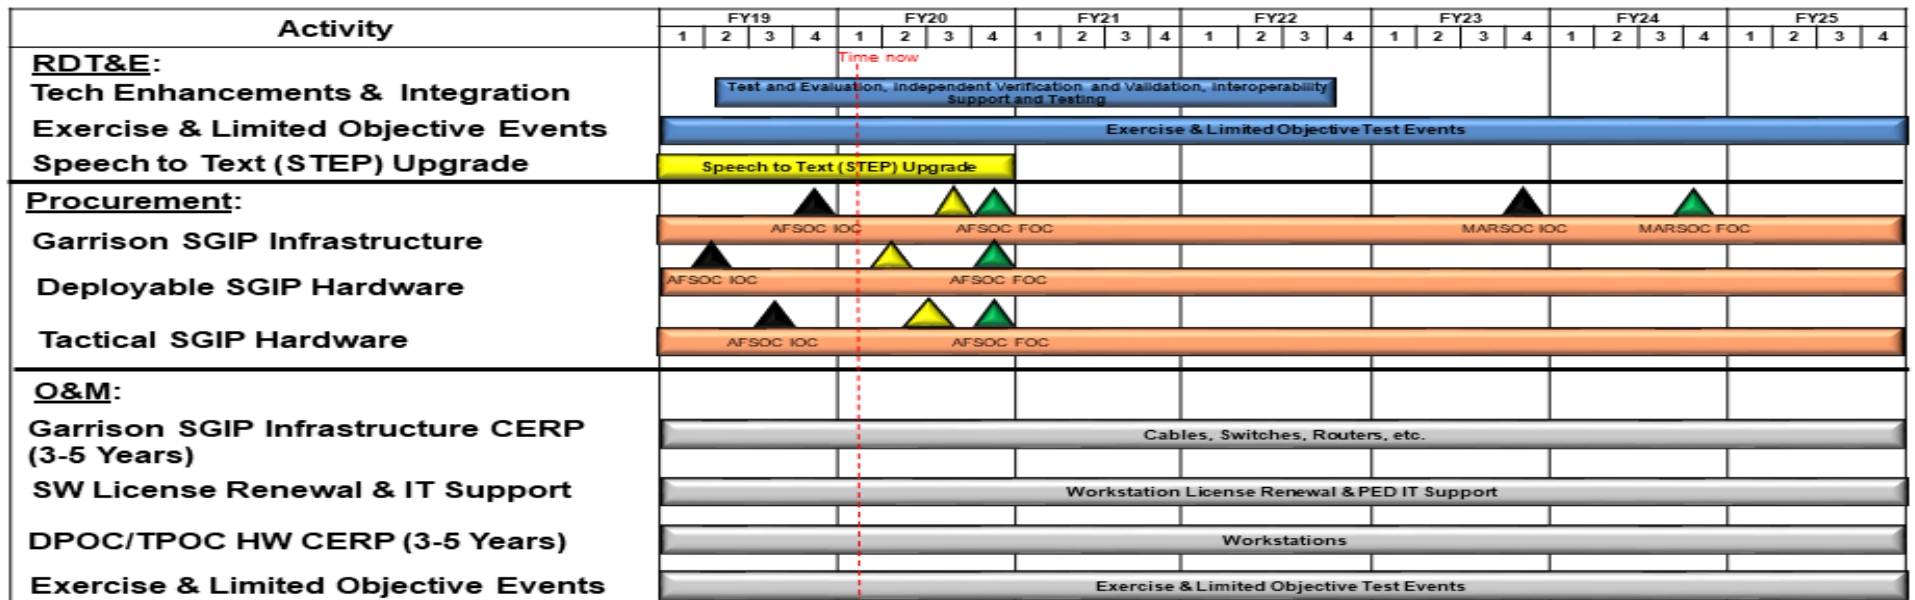 Activity
FY19 FY20 FY21 FY22 FY23 FY24 FY25
1 2 3 4 1 2 3 4 1 2 3 4 1 2 3 4 1 2 3 4 1 2 3 4 1 2 3 4
Time now
RDT&E:
Tech Enhancements & Integration
Test and Evaluation, Independent Verification and Validation, Interoperability
Support and Testing
Exercise & Limited Objective Events
Exercise & Limited Objective Test Events
Speech to Text (STEP) Upgrade
Speech to Text (STEP) Upgrade
Procurement:
Garrison SGIP Infrastructure
AFSOC IOC AFSOC FOC MARSOC IOC MARSOC FOC
Deployable SGIP Hardware
AFSOC IOC AFSOC FOC
Tactical SGIP Hardware
AFSOC IOC AFSOC FOC
O&M:
Garrison SGIP Infrastructure CERP
(3-5 Years)
Cables, Switches, Routers, etc.
SW License Renewal & IT Support
Workstation License Renewal & PED IT Support
DPOC/TPOC HW CERP (3-5 Years)
Workstations
Exercise & Limited Objective Events
Exercise & Limited Objective Test Events